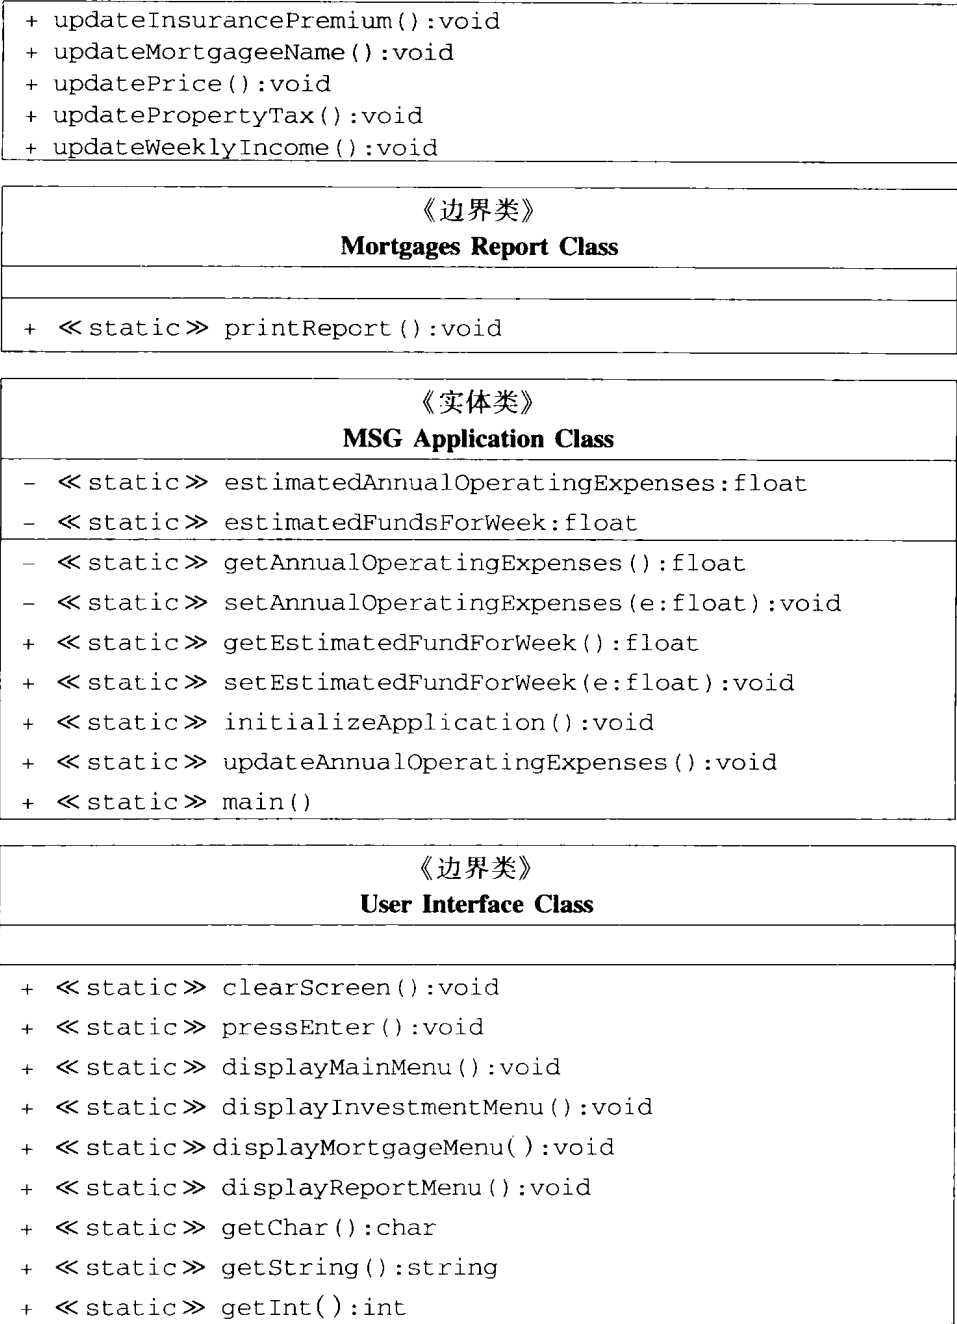 + updateInsurancePremium():void
+ updateMortgageeName():void
+ updatePrice():void
+ updatePropertyTax():void
+ updateWeeklyIncome():void
《边界类》
Mortgages Report Class
+ ≪static≫ printReport():void
《实体类》
MSG Application Class
- ≪static≫ estimatedAnnualOperatingExpenses:float
- ≪static≫ estimatedFundsForWeek:float
- ≪static≫ getAnnualOperatingExpenses():float
- ≪static≫ setAnnualOperatingExpenses(e:float):void
+ ≪static≫ getEstimatedFundForWeek():float
+ ≪static≫ setEstimatedFundForWeek(e:float):void
+ ≪static≫ initializeApplication():void
+ ≪static≫ updateAnnualOperatingExpenses():void
+ ≪static≫ main()
《边界类》
User Interface Class
+ ≪static≫ clearScreen():void
+ ≪static≫ pressEnter():void
+ ≪static≫ displayMainMenu():void
+ ≪static≫ displayInvestmentMenu():void
+ ≪static≫displayMortgageMenu():void
+ ≪static≫ displayReportMenu():void
+ ≪static≫ getChar():char
+ ≪static≫ getString():string
+ ≪static≫ getInt():int